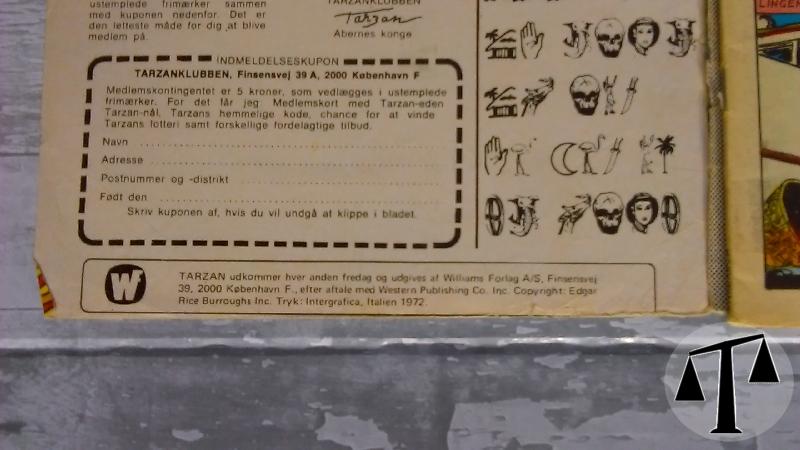 ustemplede frimærker sammen
med kuponen nedenfor. Det er
den letteste måde for dig at blive
medlem på.
TARZANKLUBBEN
Tarzan
Abernes konge
INDMELDELSESKUPON
TARZANKLUBBEN, Finsensvej 39 A, 2000 København F
Medlemskontingentet er 5 kroner, som vedlægges i ustemplede
frimærker. For det får jeg: Medlemskort med Tarzan-eden
Tarzan-nål, Tarzans hemmelige kode, chance for at vinde
Tarzans lotteri samt forskellige fordelagtige tilbud.
Navn
Adresse
Postnummer og -distrikt
Født den
Skriv kuponen af, hvis du vil undgå at klippe i bladet.
W
TARZAN udkommer hver anden fredag og udgives af Williams Forlag A/S, Finsensvej
39, 2000 København F., efter aftale med Western Publishing Co. Inc. Copyright: Edgar
Rice Burroughs Inc. Tryk: Intergrafica, Italien 1972.